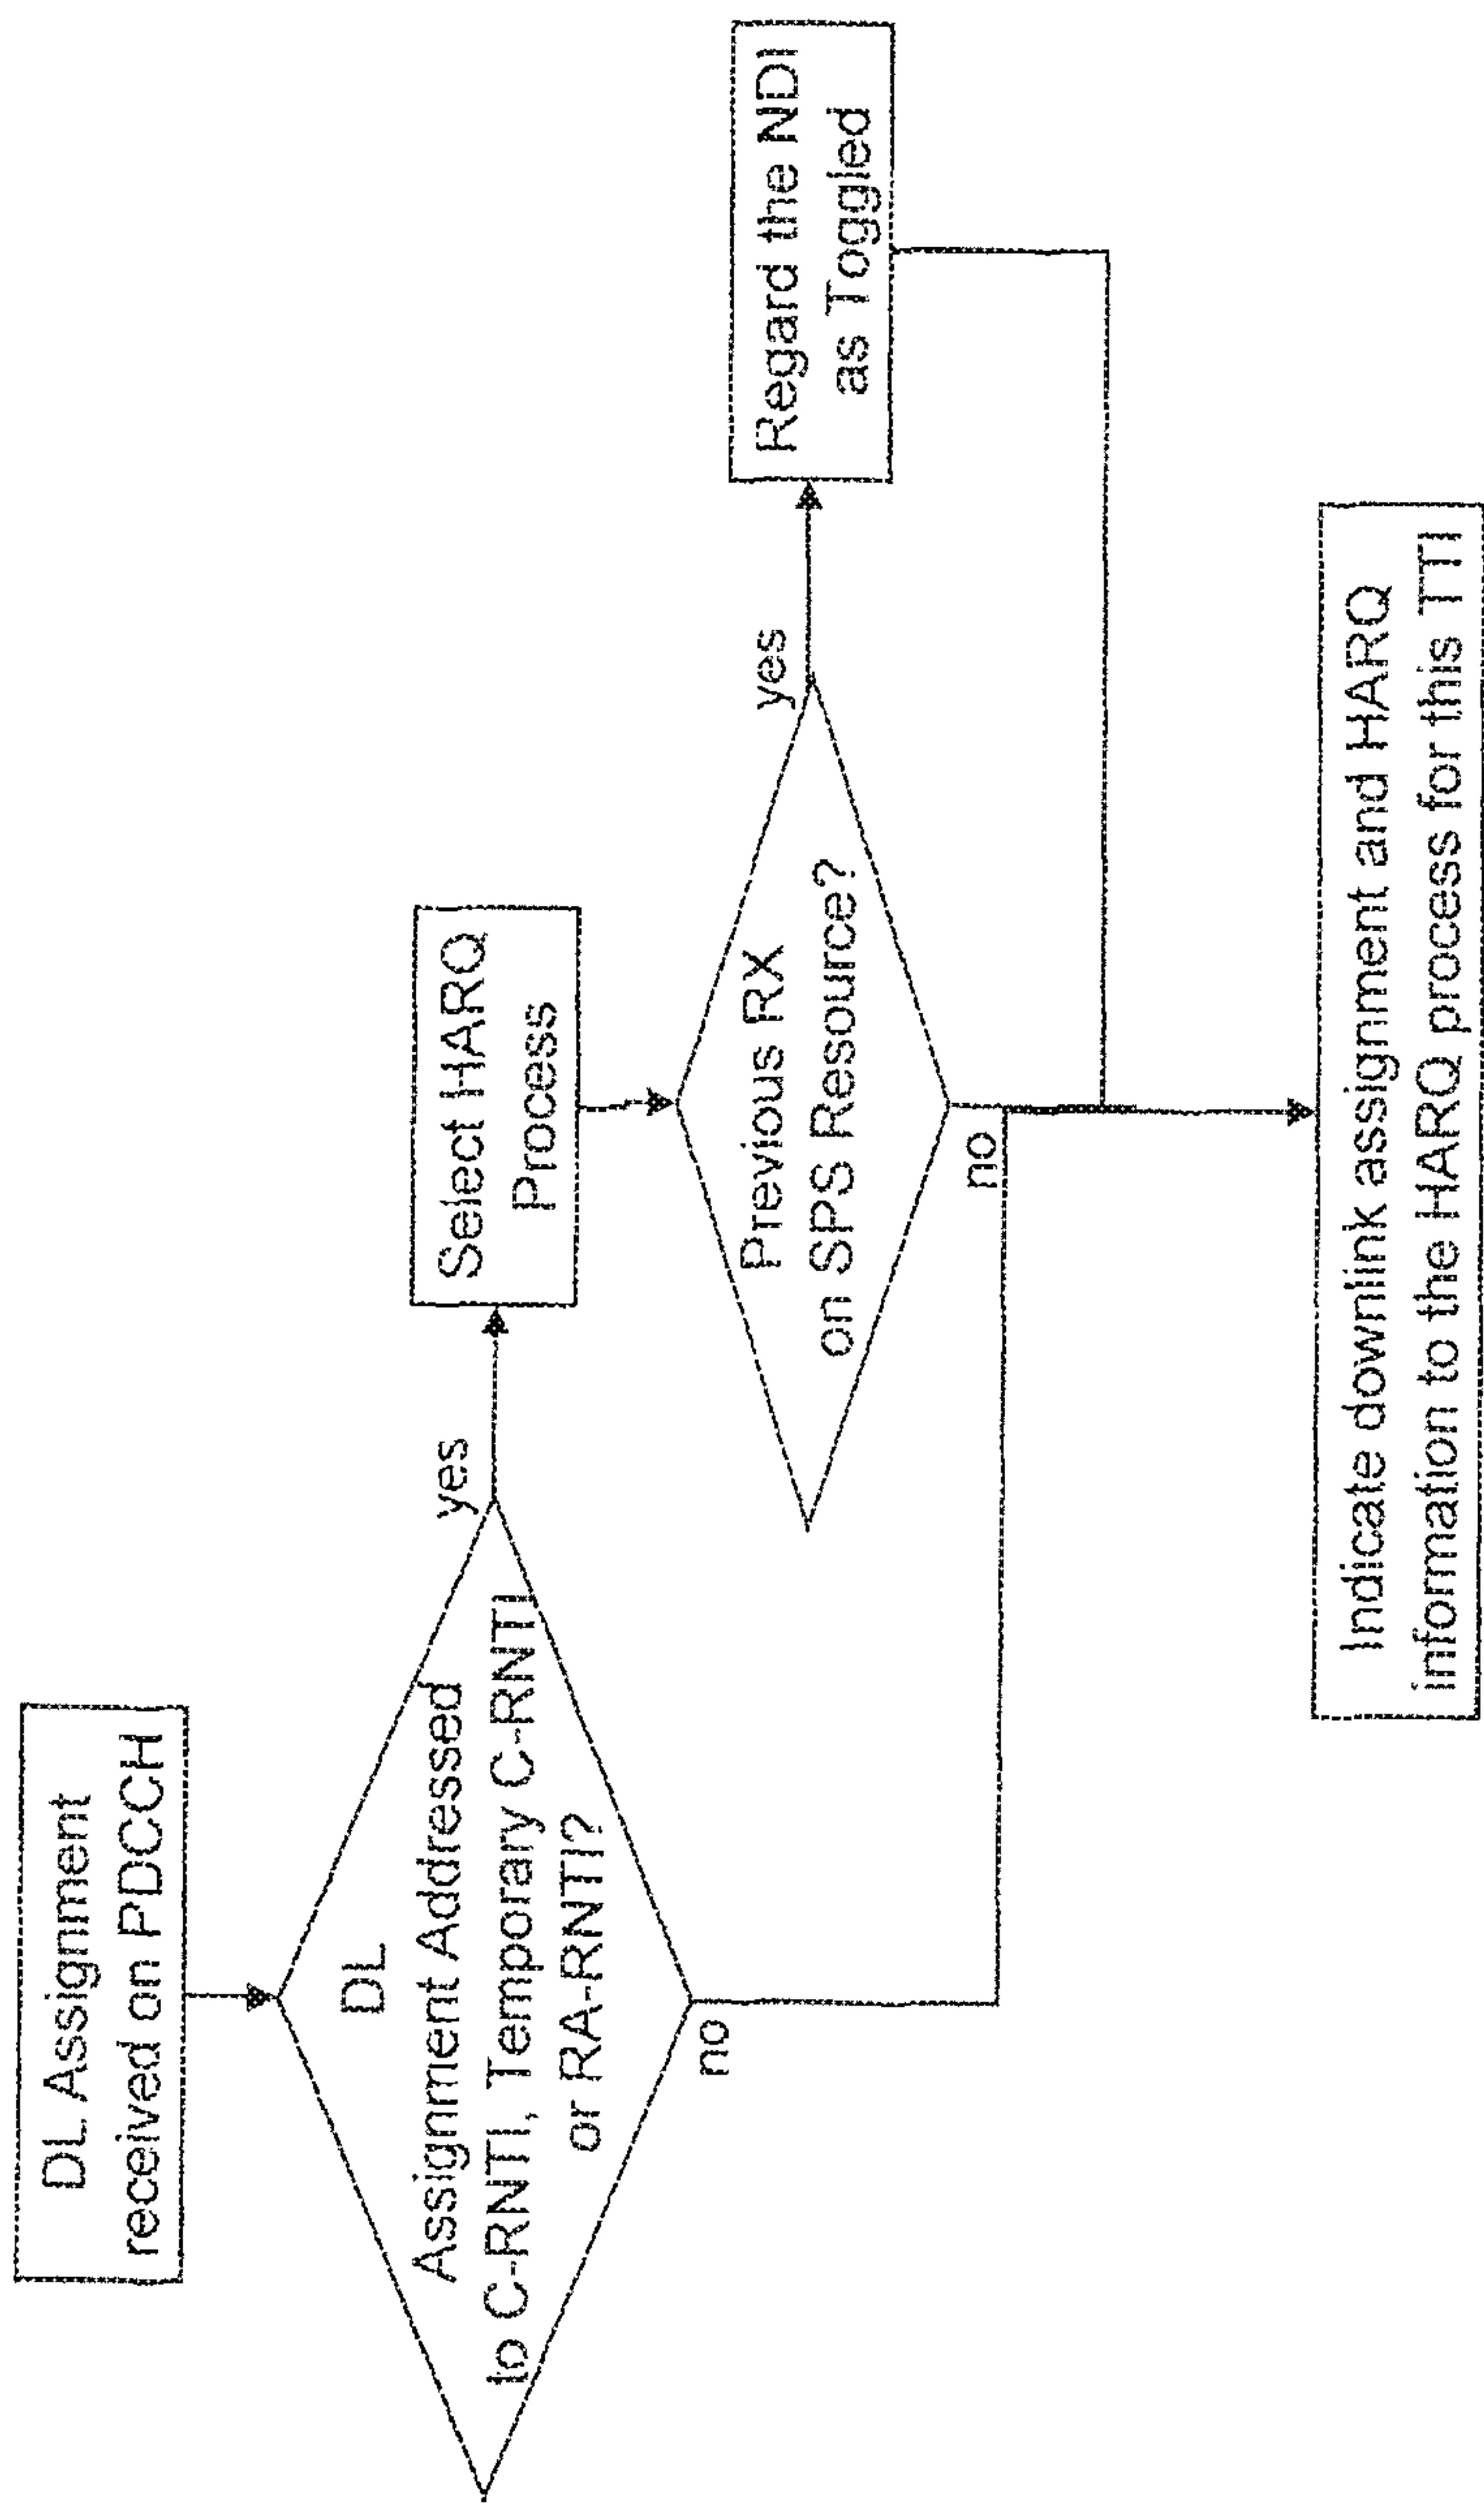 DL Assignment
received on PDCCH
DL
Assignment Addressed
to C-RNTI, Temporary C-RNTI
or RA-RNTI?
yes
no
Select HARQ
Process
Previous RX
on SPS Resource?
yes
no
Regard the NDI
as Toggled
Indicate downlink assignment and HARQ
information to the HARQ process for this TTI